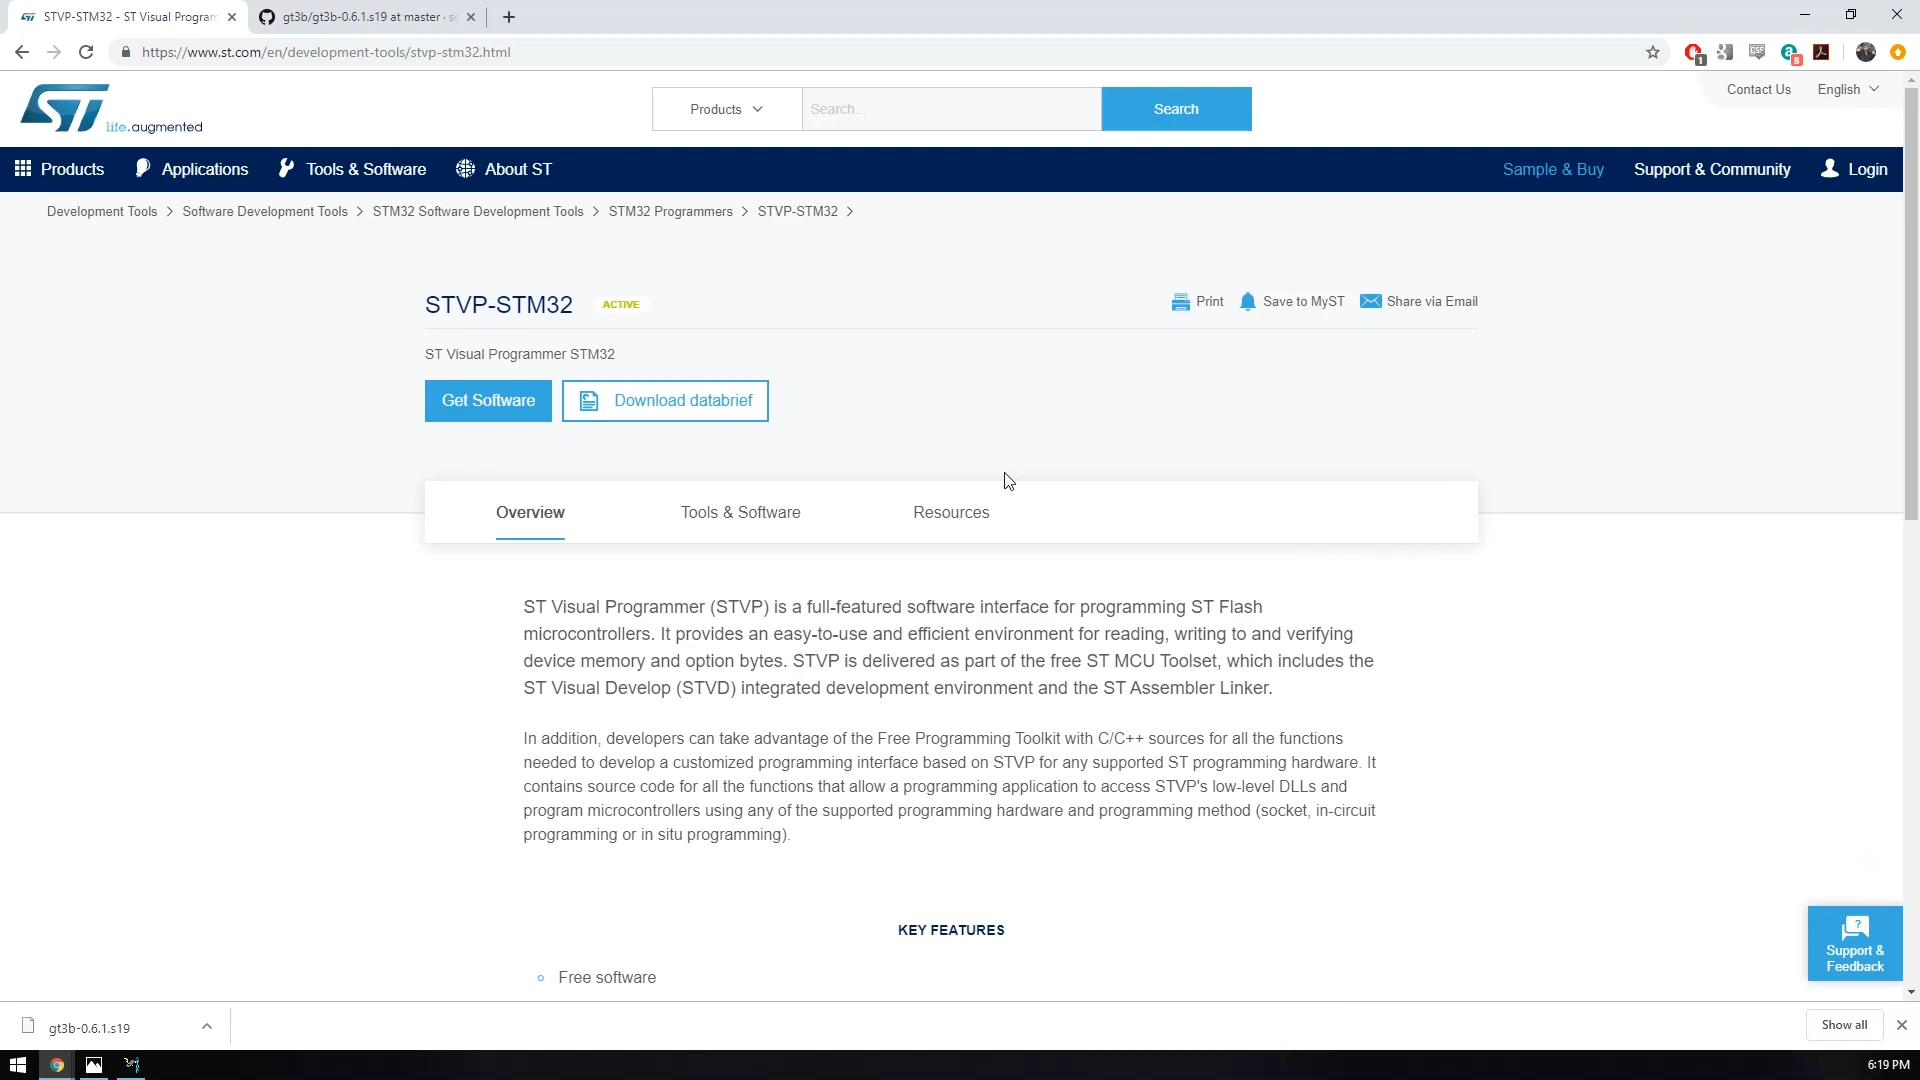 STVP-STM32 - ST Visual Program
gt3b/gt3b-0.6.1.s19 at master · se
https://www.st.com/en/development-tools/stvp-stm32.html
1
8
ST life.augmented
Products
Search...
Search
Contact Us
English
Products
Applications
Tools & Software
About ST
Sample & Buy
Support & Community
Login
Development Tools > Software Development Tools > STM32 Software Development Tools > STM32 Programmers > STVP-STM32 >
STVP-STM32
ACTIVE
Print
Save to MyST
Share via Email
ST Visual Programmer STM32
Get Software
Download databrief
Overview
Tools & Software
Resources
ST Visual Programmer (STVP) is a full-featured software interface for programming ST Flash
microcontrollers. It provides an easy-to-use and efficient environment for reading, writing to and verifying
device memory and option bytes. STVP is delivered as part of the free ST MCU Toolset, which includes the
ST Visual Develop (STVD) integrated development environment and the ST Assembler Linker.
In addition, developers can take advantage of the Free Programming Toolkit with C/C++ sources for all the functions
needed to develop a customized programming interface based on STVP for any supported ST programming hardware. It
contains source code for all the functions that allow a programming application to access STVP's low-level DLLs and
program microcontrollers using any of the supported programming hardware and programming method (socket, in-circuit
programming or in situ programming).
KEY FEATURES
Free software
Support &
Feedback
gt3b-0.6.1.s19
Show all
6:19 PM